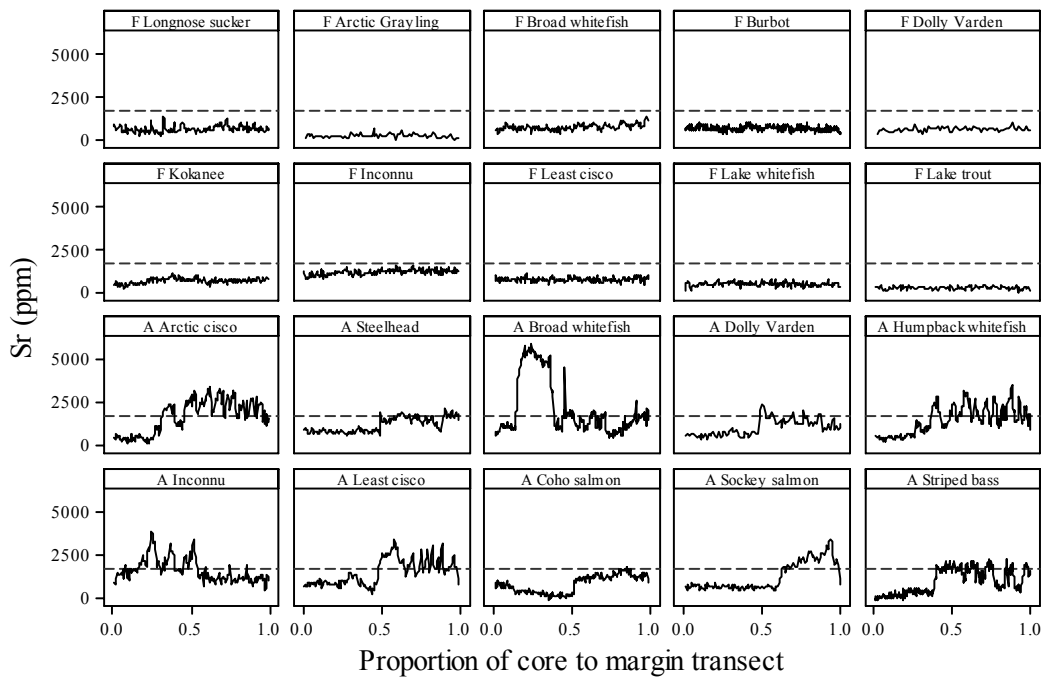 F Longnose sucker F Arctic Grayling F Broad whitefish F Burbot F Dolly Varden
5000
2500
0
F Kokanee F Inconnu F Least cisco F Lake whitefish F Lake trout
5000
2500
0
A Arctic cisco A Steelhead A Broad whitefish A Dolly Varden A Humpback whitefish
5000
2500
0
A Inconnu A Least cisco A Coho salmon A Sockey salmon A Striped bass
5000
2500
0
Sr (ppm)
0.0 0.5 1.0 0.0 0.5 1.0 0.0 0.5 1.0 0.0 0.5 1.0 0.0 0.5 1.0
Proportion of core to margin transect